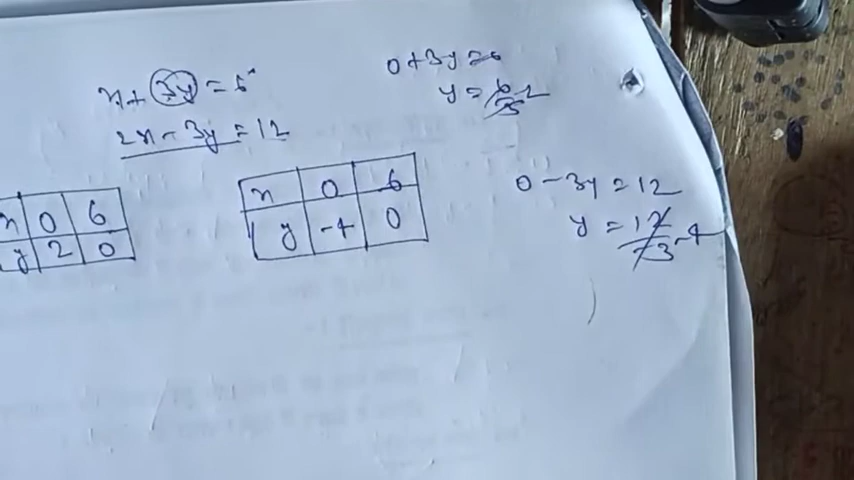 x + 3y = 6
2x - 3y = 12
0 + 3y = 6
y = 6/3 2
x 0 6
y 2 0
x 0 6
y -4 0
0 - 3y = 12
y = 12/-3 -4